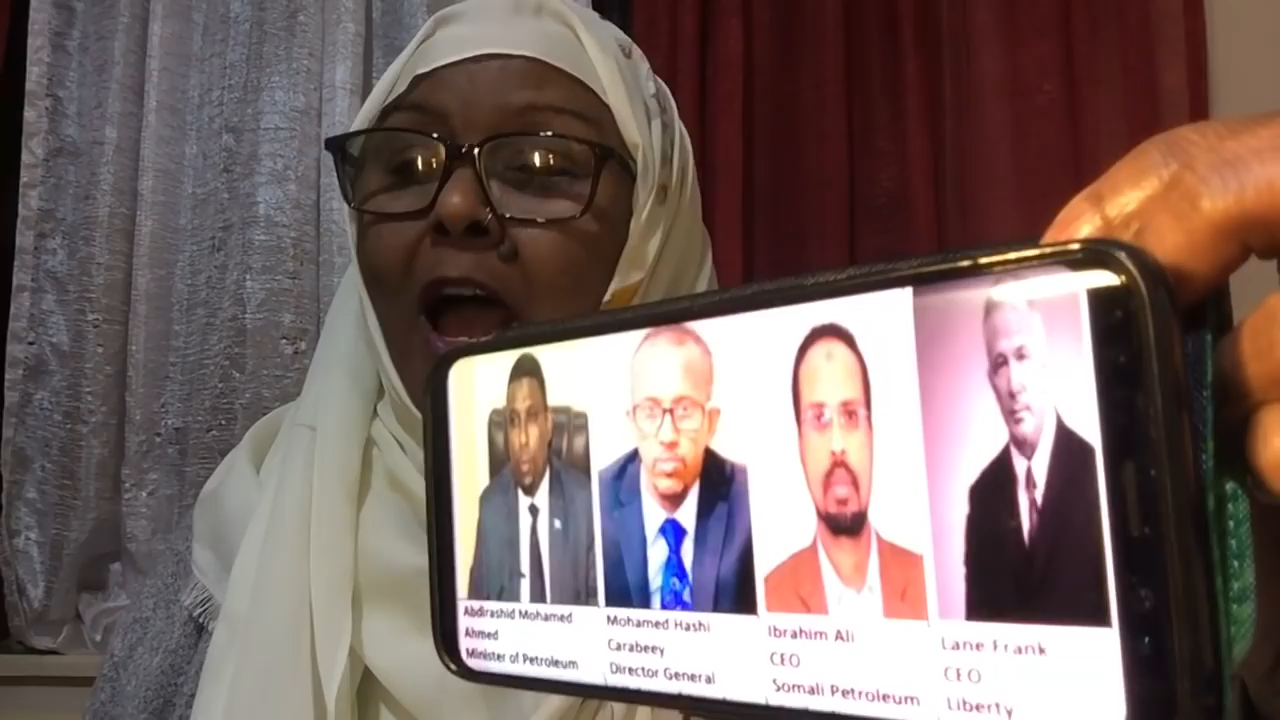 Abdirashid Mohamed
Ahmed
Minister of Petroleum
Mohamed Hashi
Carabeey
Director General
Ibrahim Ali
CEO
Somali Petroleum
Lane Frank
CEO
Liberty